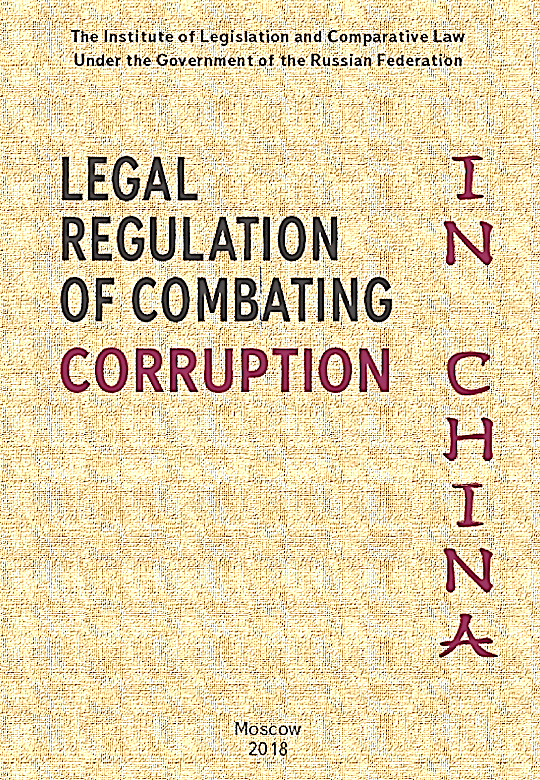 The Institute of Legislation and Comparative Law
Under the Government of the Russian Federation
LEGAL
REGULATION
OF COMBATING
CORRUPTION
IN CHINA
Moscow
2018